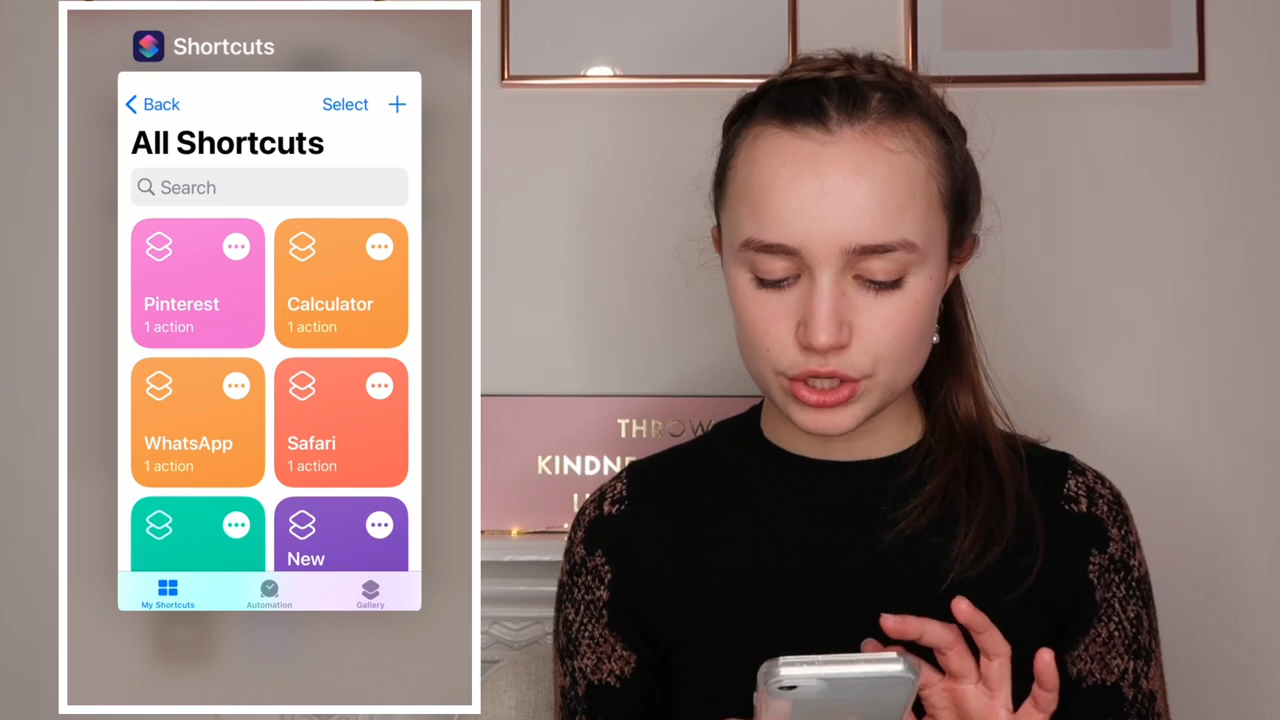 Shortcuts
Back
Select
All Shortcuts
Search
Pinterest
1 action
Calculator
1 action
WhatsApp
1 action
Safari
1 action
New
My Shortcuts
Automation
Gallery
THROW
KINDN